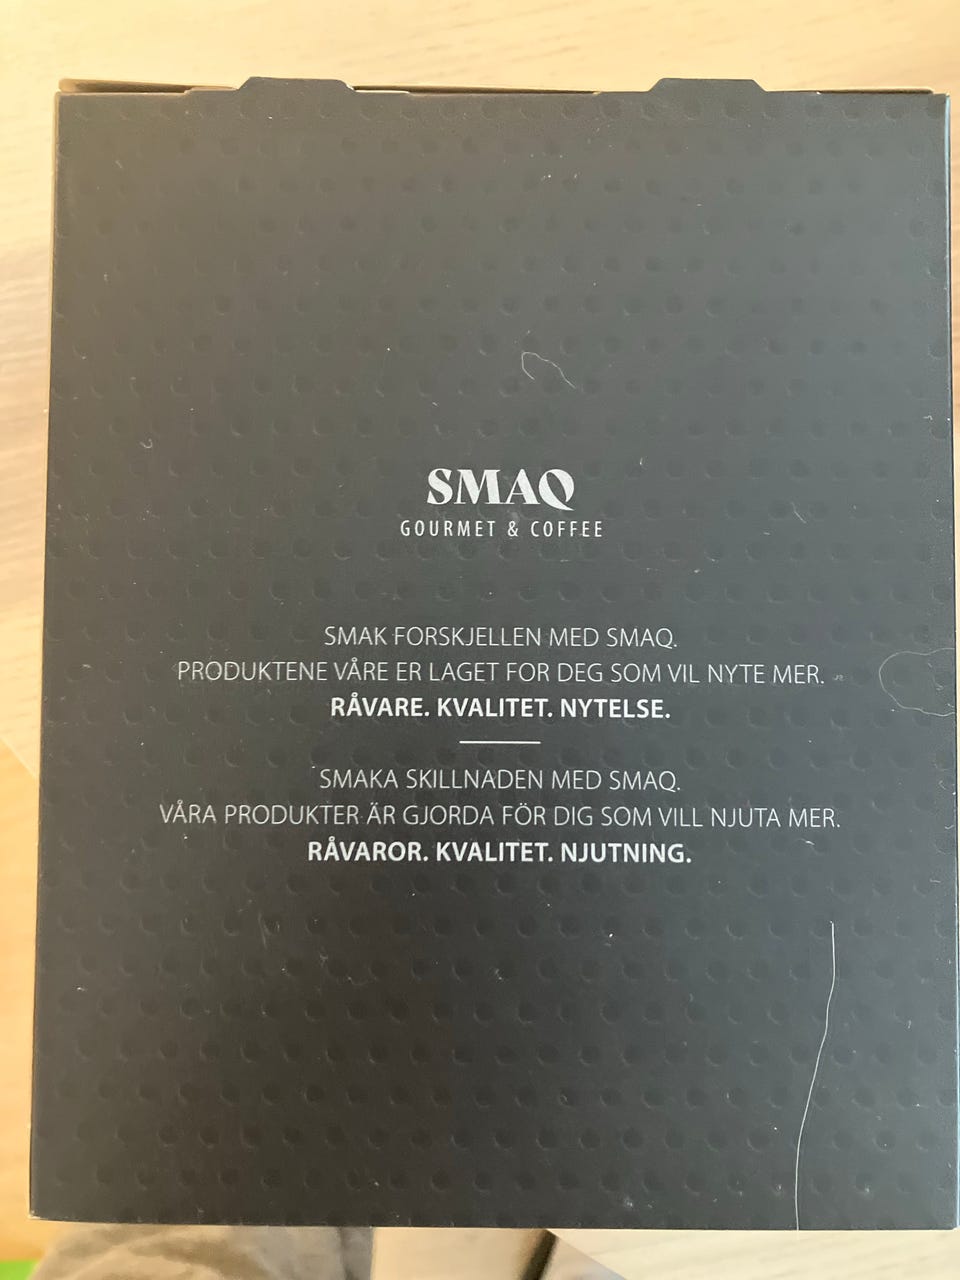 SMAQ
GOURMET & COFFEE
SMAK FORSKJELLEN MED SMAQ.
PRODUKTENE VÅRE ER LAGET FOR DEG SOM VIL NYTE MER.
RÅVARE. KVALITET. NYTELSE.
SMAKA SKILLNADEN MED SMAQ.
VÅRA PRODUKTER ÄR GJORDA FÖR DIG SOM VILL NJUTA MER.
RÅVAROR. KVALITET. NJUTNING.